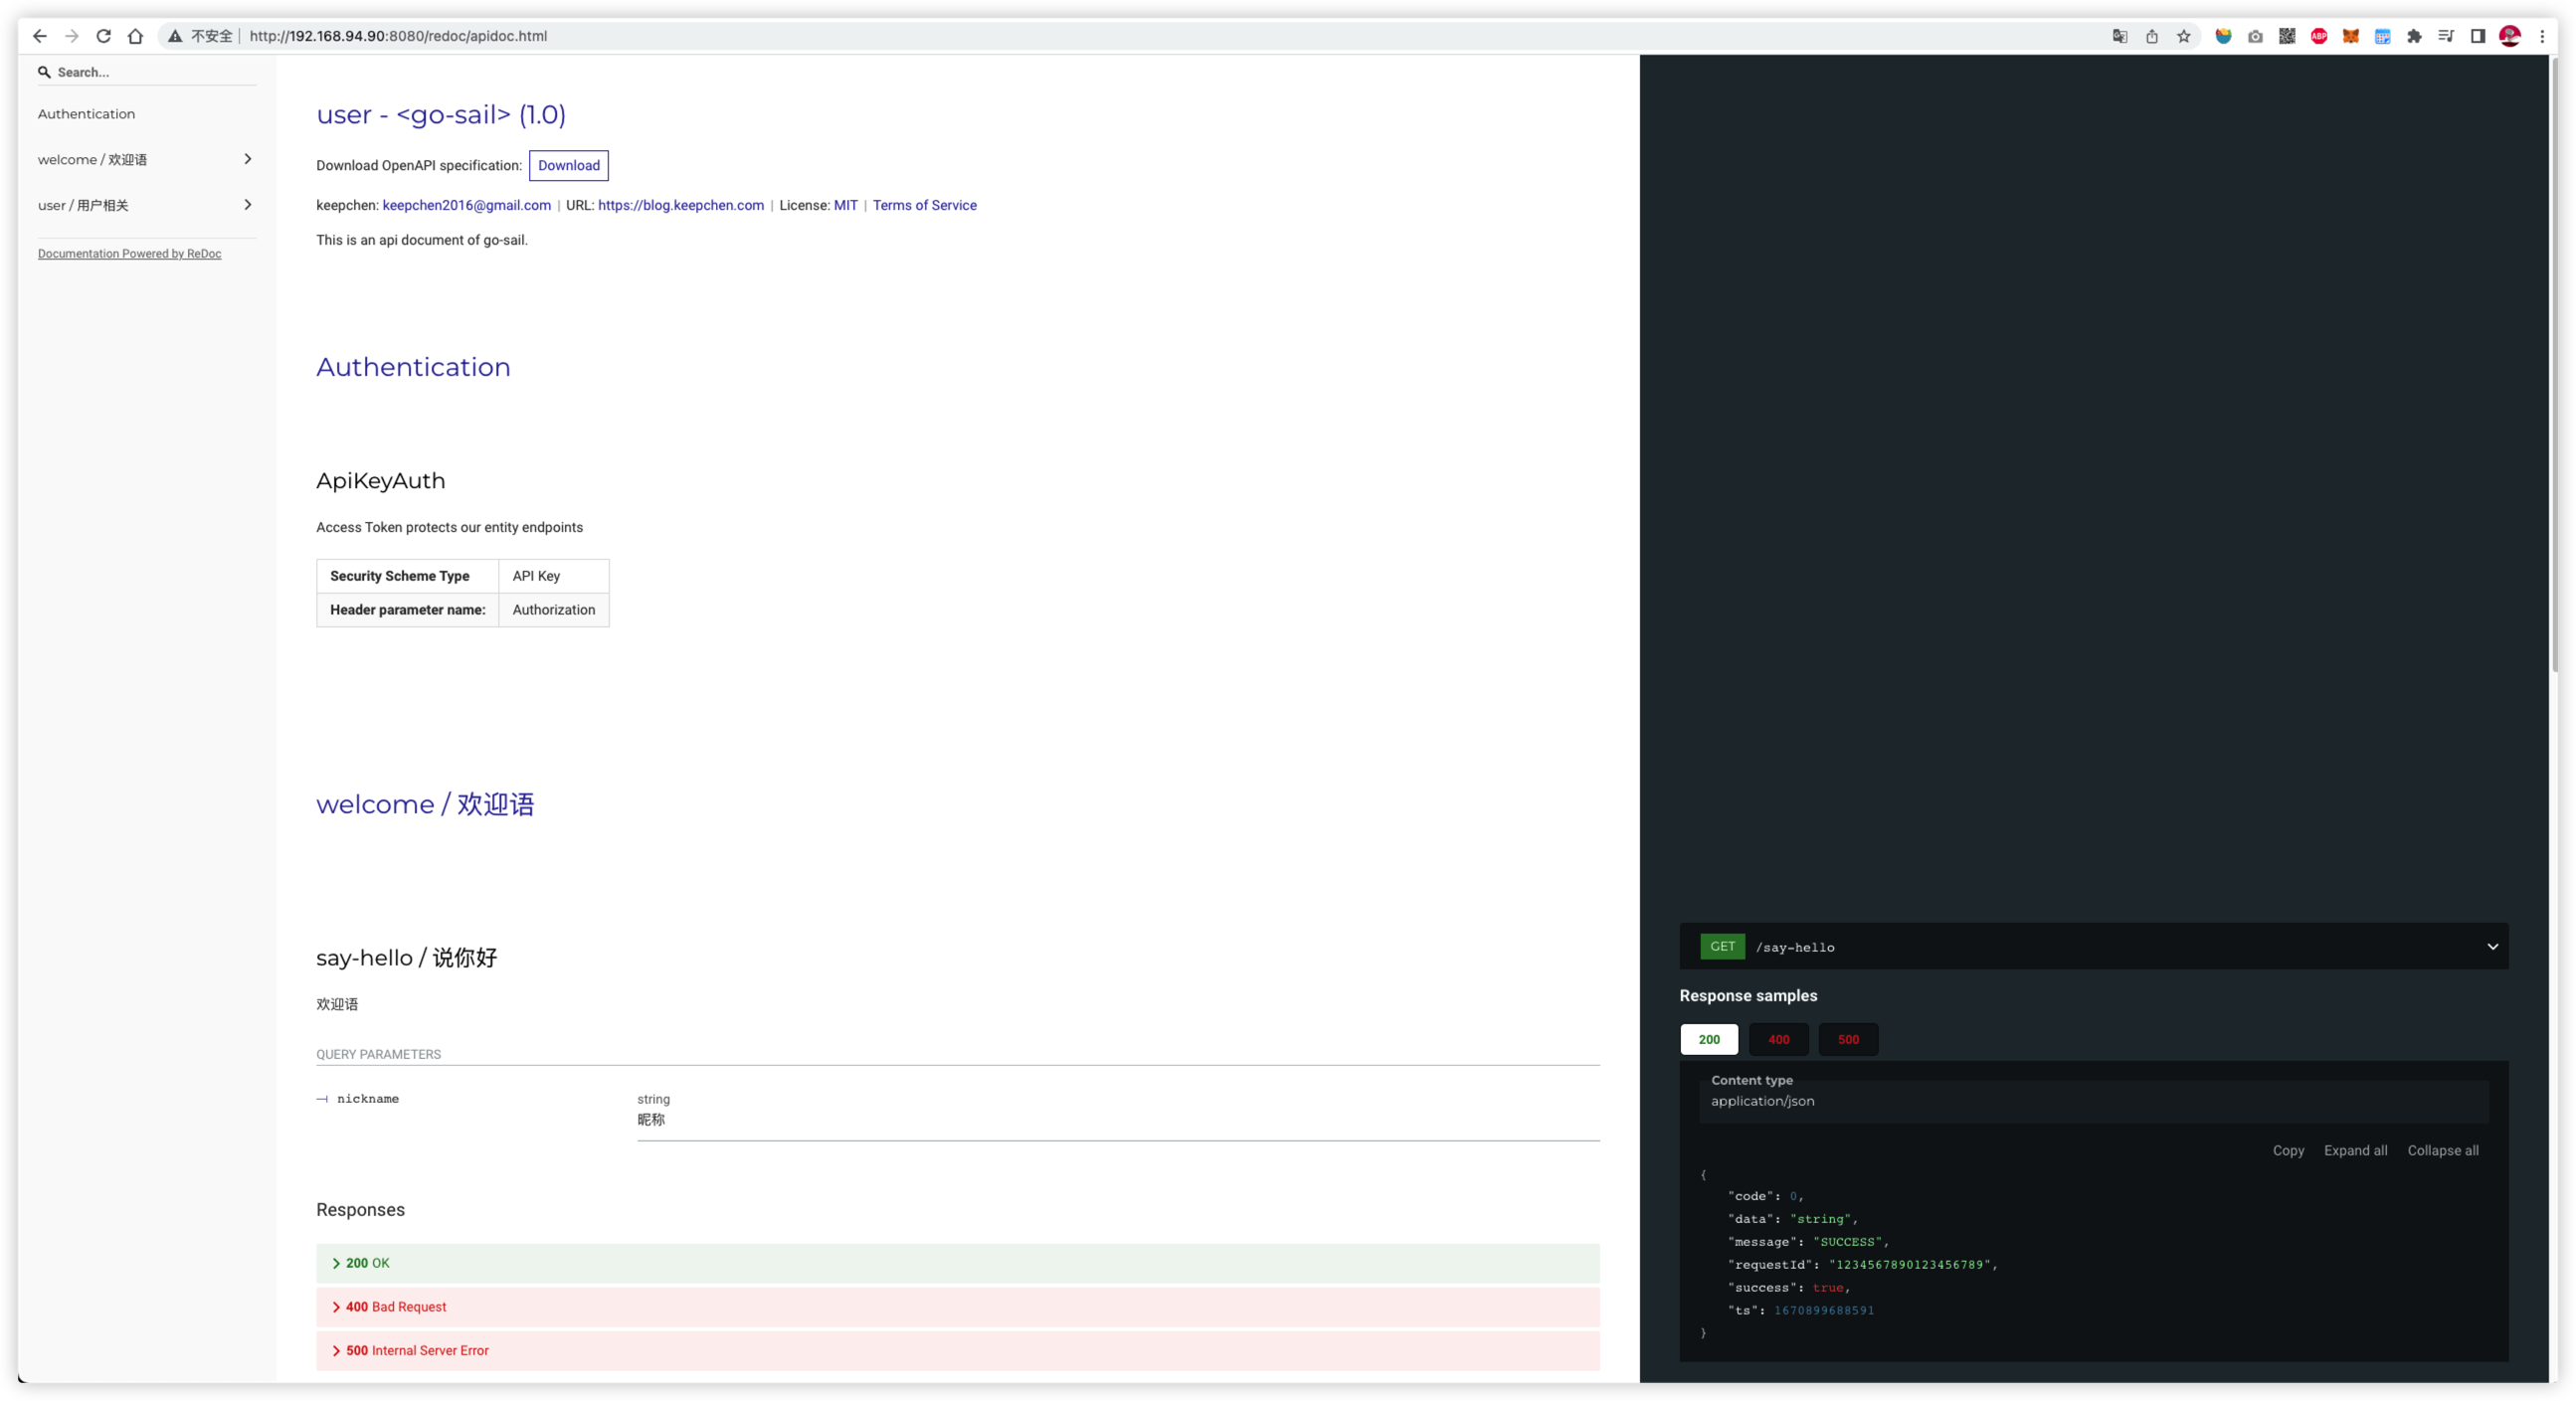 不安全 | http://192.168.94.90:8080/redoc/apidoc.html
ABP
Search...
Authentication
welcome / 欢迎语
user / 用户相关
Documentation Powered by ReDoc
user - <go-sail> (1.0)
Download OpenAPI specification: Download
keepchen: keepchen2016@gmail.com | URL: https://blog.keepchen.com | License: MIT | Terms of Service
This is an api document of go-sail.
Authentication
ApiKeyAuth
Access Token protects our entity endpoints
Security Scheme Type API Key
Header parameter name: Authorization
welcome / 欢迎语
say-hello / 说你好
欢迎语
QUERY PARAMETERS
nickname string
昵称
Responses
200 OK
400 Bad Request
500 Internal Server Error
GET /say-hello
Response samples
200 400 500
Content type
application/json
Copy Expand all Collapse all
{
"code": 0,
"data": "string",
"message": "SUCCESS",
"requestId": "1234567890123456789",
"success": true,
"ts": 1670899688591
}